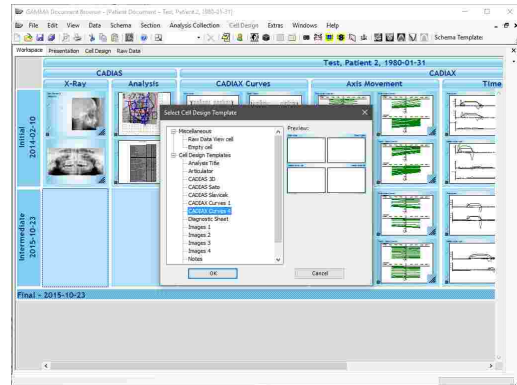 GAMMA Document Browser - [Patient Document - Test, Patient 2, 1980-01-31]
File Edit View Data Schema Section Analysis Collection Cell Design Extras Windows Help
Schema Template:
Workspace Presentation Cell Design Raw Data
Test, Patient 2, 1980-01-31
CADIAS CADIAX
X-Ray Analysis CADIAX Curves Axis Movement Time
Initial
2014-02-10
Select Cell Design Template
Miscellaneous
Raw Data View cell
Empty cell
Cell Design Templates
Analysis Title
Articulator
CADIAS 3D
CADIAS Sato
CADIAS Slavicek
CADIAX Curves 1
CADIAX Curves 4
Diagnostic Sheet
Images 1
Images 2
Images 3
Images 4
Notes
Preview:
OK Cancel
Intermediate
2015-10-23
Final - 2015-10-23